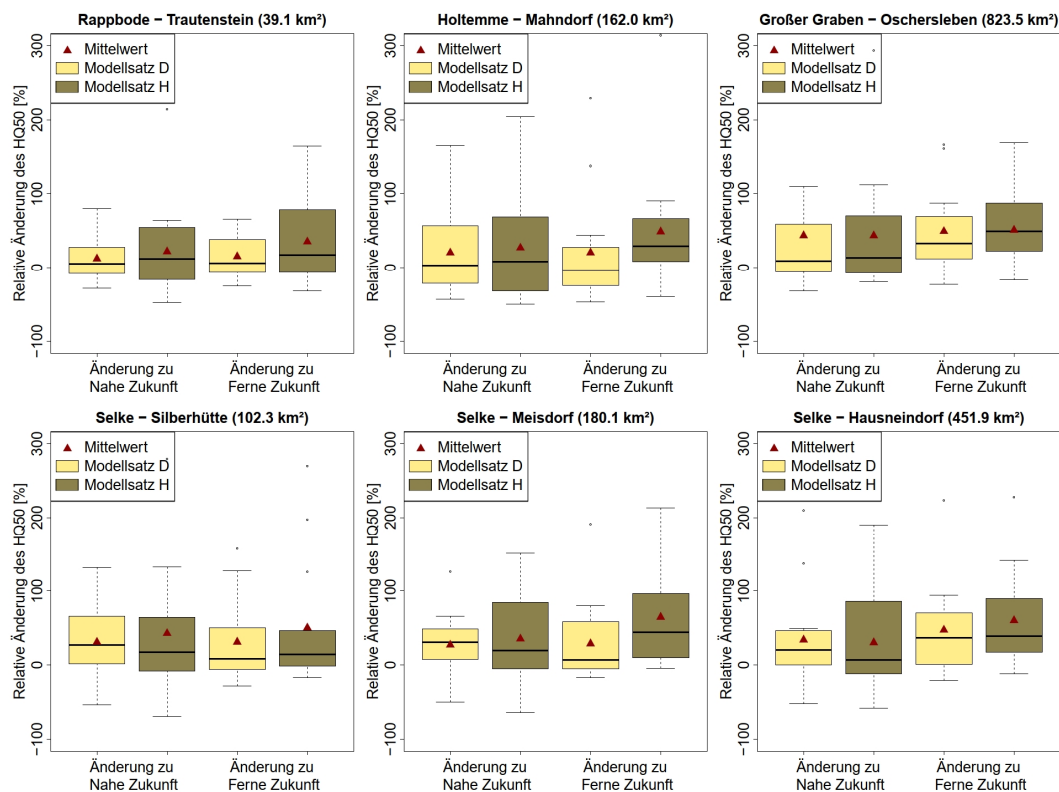 Rappbode − Trautenstein (39.1 km²)
Relative Änderung des HQ50 [%]
300
200
100
0
−100
Mittelwert
Modellsatz D
Modellsatz H
Änderung zu
Nahe Zukunft
Änderung zu
Ferne Zukunft
Holtemme − Mahndorf (162.0 km²)
Relative Änderung des HQ50 [%]
300
200
100
0
−100
Mittelwert
Modellsatz D
Modellsatz H
Änderung zu
Nahe Zukunft
Änderung zu
Ferne Zukunft
Großer Graben − Oschersleben (823.5 km²)
Relative Änderung des HQ50 [%]
300
200
100
0
−100
Mittelwert
Modellsatz D
Modellsatz H
Änderung zu
Nahe Zukunft
Änderung zu
Ferne Zukunft
Selke − Silberhütte (102.3 km²)
Relative Änderung des HQ50 [%]
300
200
100
0
−100
Mittelwert
Modellsatz D
Modellsatz H
Änderung zu
Nahe Zukunft
Änderung zu
Ferne Zukunft
Selke − Meisdorf (180.1 km²)
Relative Änderung des HQ50 [%]
300
200
100
0
−100
Mittelwert
Modellsatz D
Modellsatz H
Änderung zu
Nahe Zukunft
Änderung zu
Ferne Zukunft
Selke − Hausneindorf (451.9 km²)
Relative Änderung des HQ50 [%]
300
200
100
0
−100
Mittelwert
Modellsatz D
Modellsatz H
Änderung zu
Nahe Zukunft
Änderung zu
Ferne Zukunft